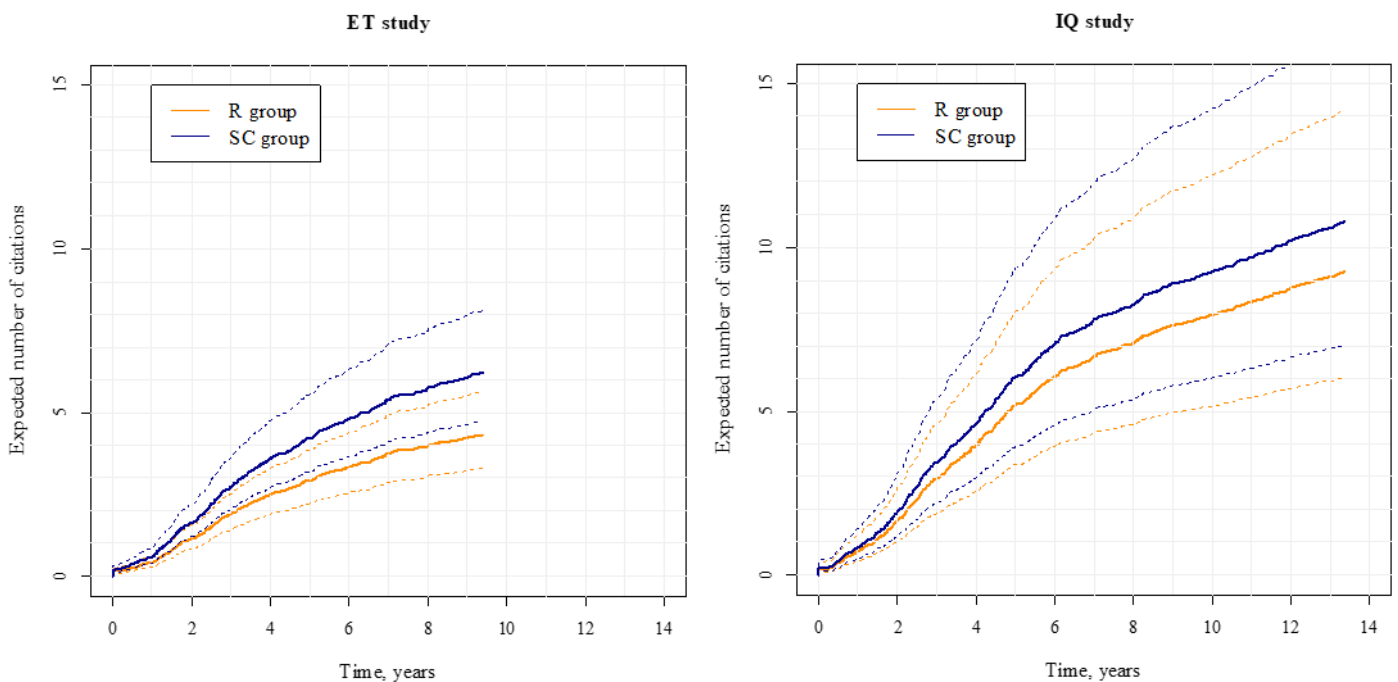 ET study
15
10
5
0
Expected number of citations
R group
SC group
0 2 4 6 8 10 12 14
Time, years
IQ study
15
10
5
0
Expected number of citations
R group
SC group
0 2 4 6 8 10 12 14
Time, years